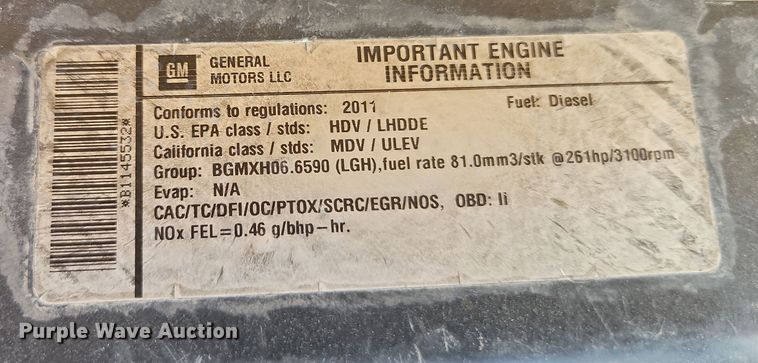 GM GENERAL MOTORS LLC
IMPORTANT ENGINE INFORMATION
Conforms to regulations: 2011 Fuel: Diesel
U.S. EPA class / stds: HDV / LHDDE
California class / stds: MDV / ULEV
Group: BGMXH06.6590 (LGH),fuel rate 81.0mm3/stk @261hp/3100rpm
Evap: N/A
CAC/TC/DFI/OC/PTOX/SCRC/EGR/NOS, OBD: Ii
NOx FEL=0.46 g/bhp-hr.
*B1145532*
Purple Wave Auction